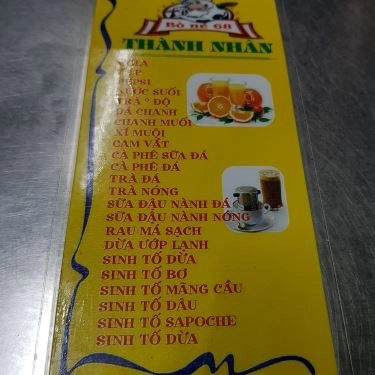 Bò né 68
THÀNH NHÂN
PEPSI
NƯỚC SUỐI
TRÀ O ĐỘ
ĐÁ CHANH
CHANH MUỐI
XÍ MUỘI
CAM VẮT
CÀ PHÊ SỮA ĐÁ
CÀ PHÊ ĐÁ
TRÀ ĐÁ
TRÀ NÓNG
SỮA ĐẬU NÀNH ĐÁ
SỮA ĐẬU NÀNH NÓNG
RAU MÁ SẠCH
DỪA ƯỚP LẠNH
SINH TỐ DỪA
SINH TỐ BƠ
SINH TỐ MÃNG CẦU
SINH TỐ DÂU
SINH TỐ SAPOCHE
SINH TỐ DỪA